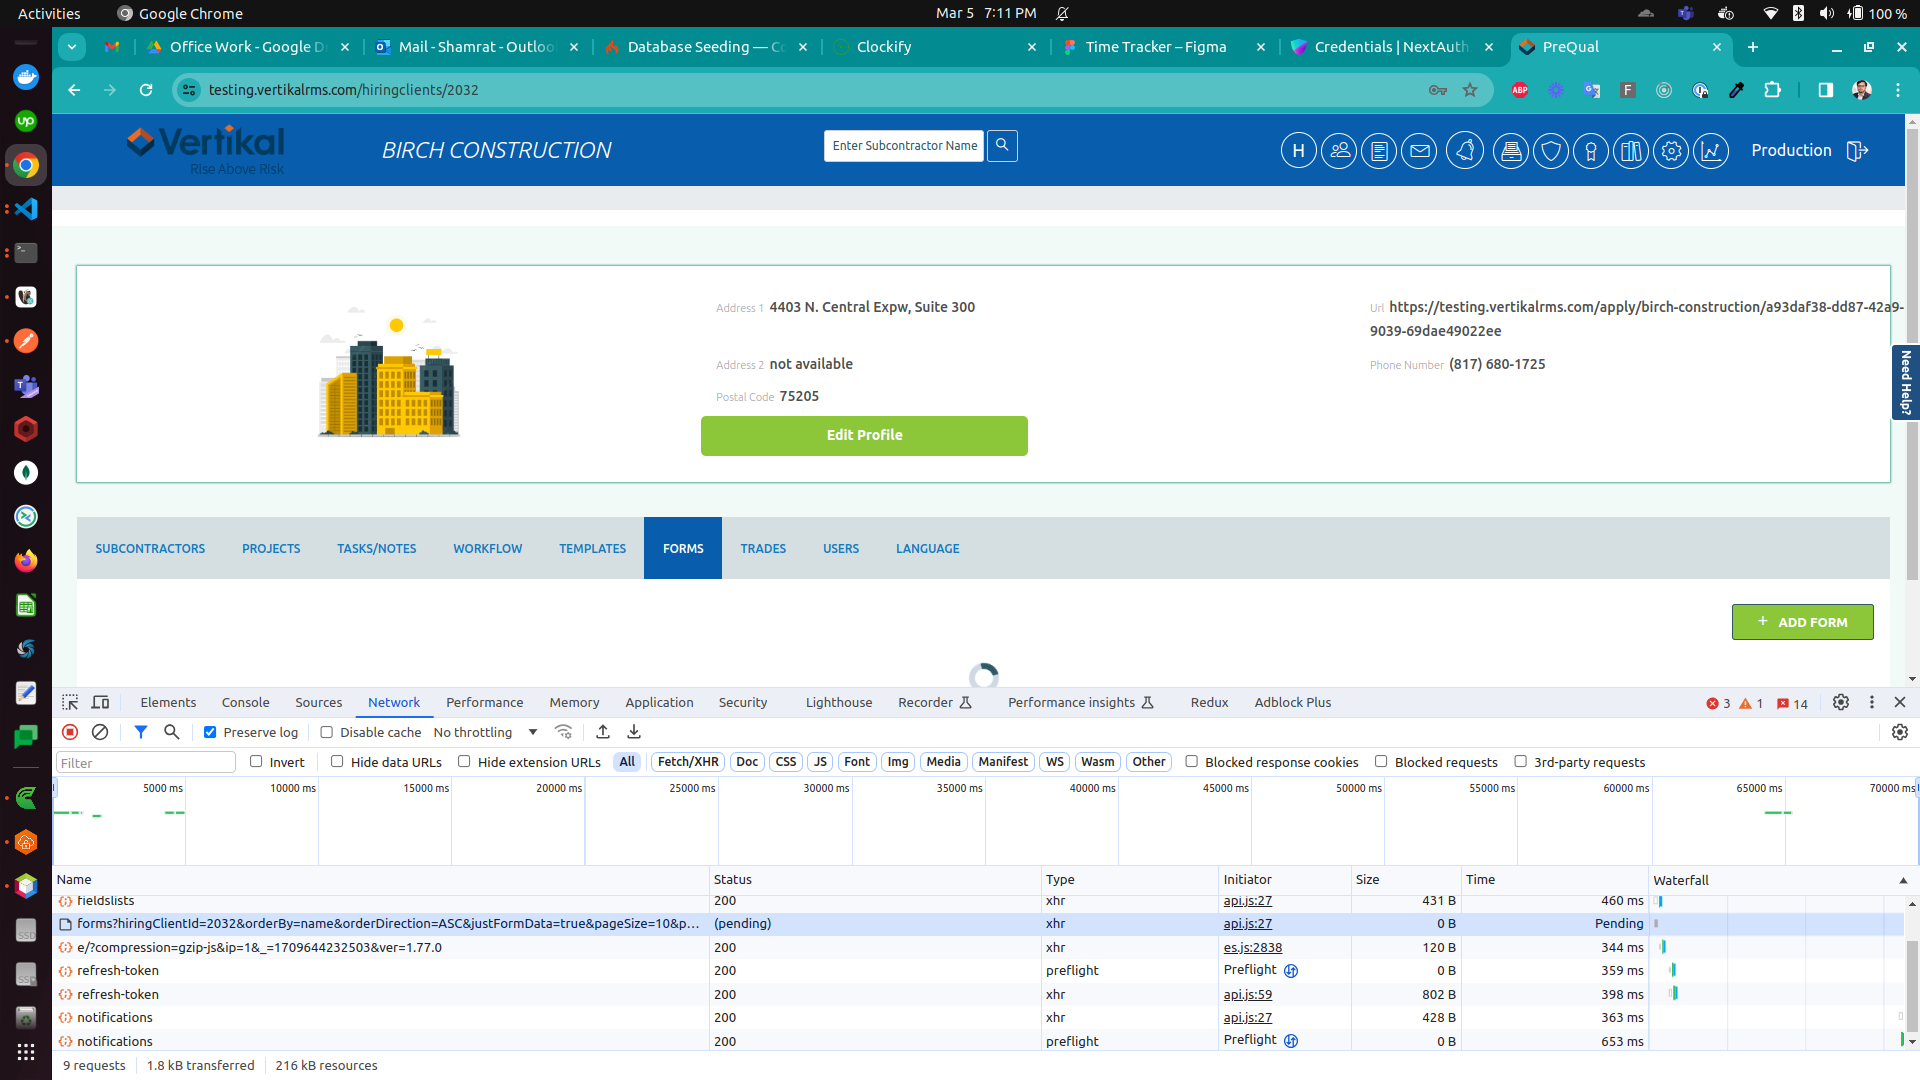 Activities
Google Chrome
Mar 5 7:11 PM
100 %
Office Work - Google D
Mail - Shamrat - Outloo
Database Seeding — Co
Clockify
Time Tracker – Figma
Credentials | NextAuth
PreQual
testing.vertikalrms.com/hiringclients/2032
ABP
F
Vertikal
Rise Above Risk
BIRCH CONSTRUCTION
Enter Subcontractor Name
H
Production
Address 1 4403 N. Central Expw, Suite 300
Url https://testing.vertikalrms.com/apply/birch-construction/a93daf38-dd87-42a9-
9039-69dae49022ee
Address 2 not available
Phone Number (817) 680-1725
Postal Code 75205
Edit Profile
Need Help?
SUBCONTRACTORS PROJECTS TASKS/NOTES WORKFLOW TEMPLATES FORMS TRADES USERS LANGUAGE
+ ADD FORM
Elements Console Sources Network Performance Memory Application Security Lighthouse Recorder Performance insights Redux Adblock Plus 3 1 14
Preserve log Disable cache No throttling
Filter Invert Hide data URLs Hide extension URLs All Fetch/XHR Doc CSS JS Font Img Media Manifest WS Wasm Other Blocked response cookies Blocked requests 3rd-party requests
5000 ms 10000 ms 15000 ms 20000 ms 25000 ms 30000 ms 35000 ms 40000 ms 45000 ms 50000 ms 55000 ms 60000 ms 65000 ms 70000 ms
Name Status Type Initiator Size Time Waterfall
fieldslists 200 xhr api.js:27 431 B 460 ms
forms?hiringClientId=2032&orderBy=name&orderDirection=ASC&justFormData=true&pageSize=10&p... (pending) xhr api.js:27 0 B Pending
e/?compression=gzip-js&ip=1&_=1709644232503&ver=1.77.0 200 xhr es.js:2838 120 B 344 ms
refresh-token 200 preflight Preflight 0 B 359 ms
refresh-token 200 xhr api.js:59 802 B 398 ms
notifications 200 xhr api.js:27 428 B 363 ms
notifications 200 preflight Preflight 0 B 653 ms
9 requests 1.8 kB transferred 216 kB resources